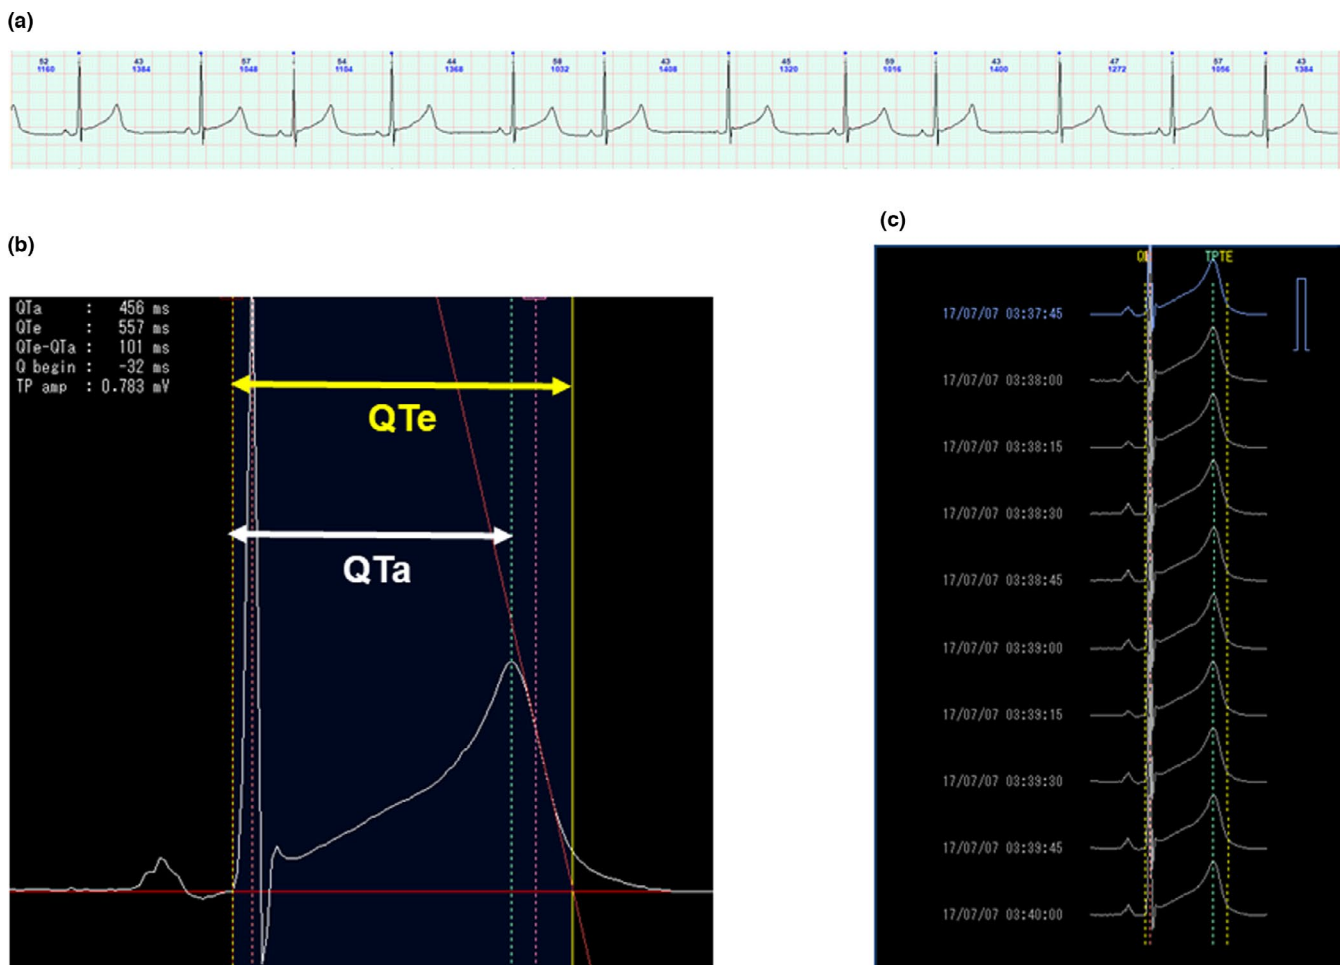 (a)
52 43 57 54 44 58 43 45 59 43 47 57 43
1160 1384 1048 1104 1368 1032 1408 1320 1016 1400 1272 1056 1384
(b)
QTa : 456 ms
QTe : 557 ms
QTe-QTa : 101 ms
Q begin : -32 ms
TP amp : 0.783 mV
QTe
QTa
(c)
TPTE
17/07/07 03:37:45
17/07/07 03:38:00
17/07/07 03:38:15
17/07/07 03:38:30
17/07/07 03:38:45
17/07/07 03:39:00
17/07/07 03:39:15
17/07/07 03:39:30
17/07/07 03:39:45
17/07/07 03:40:00